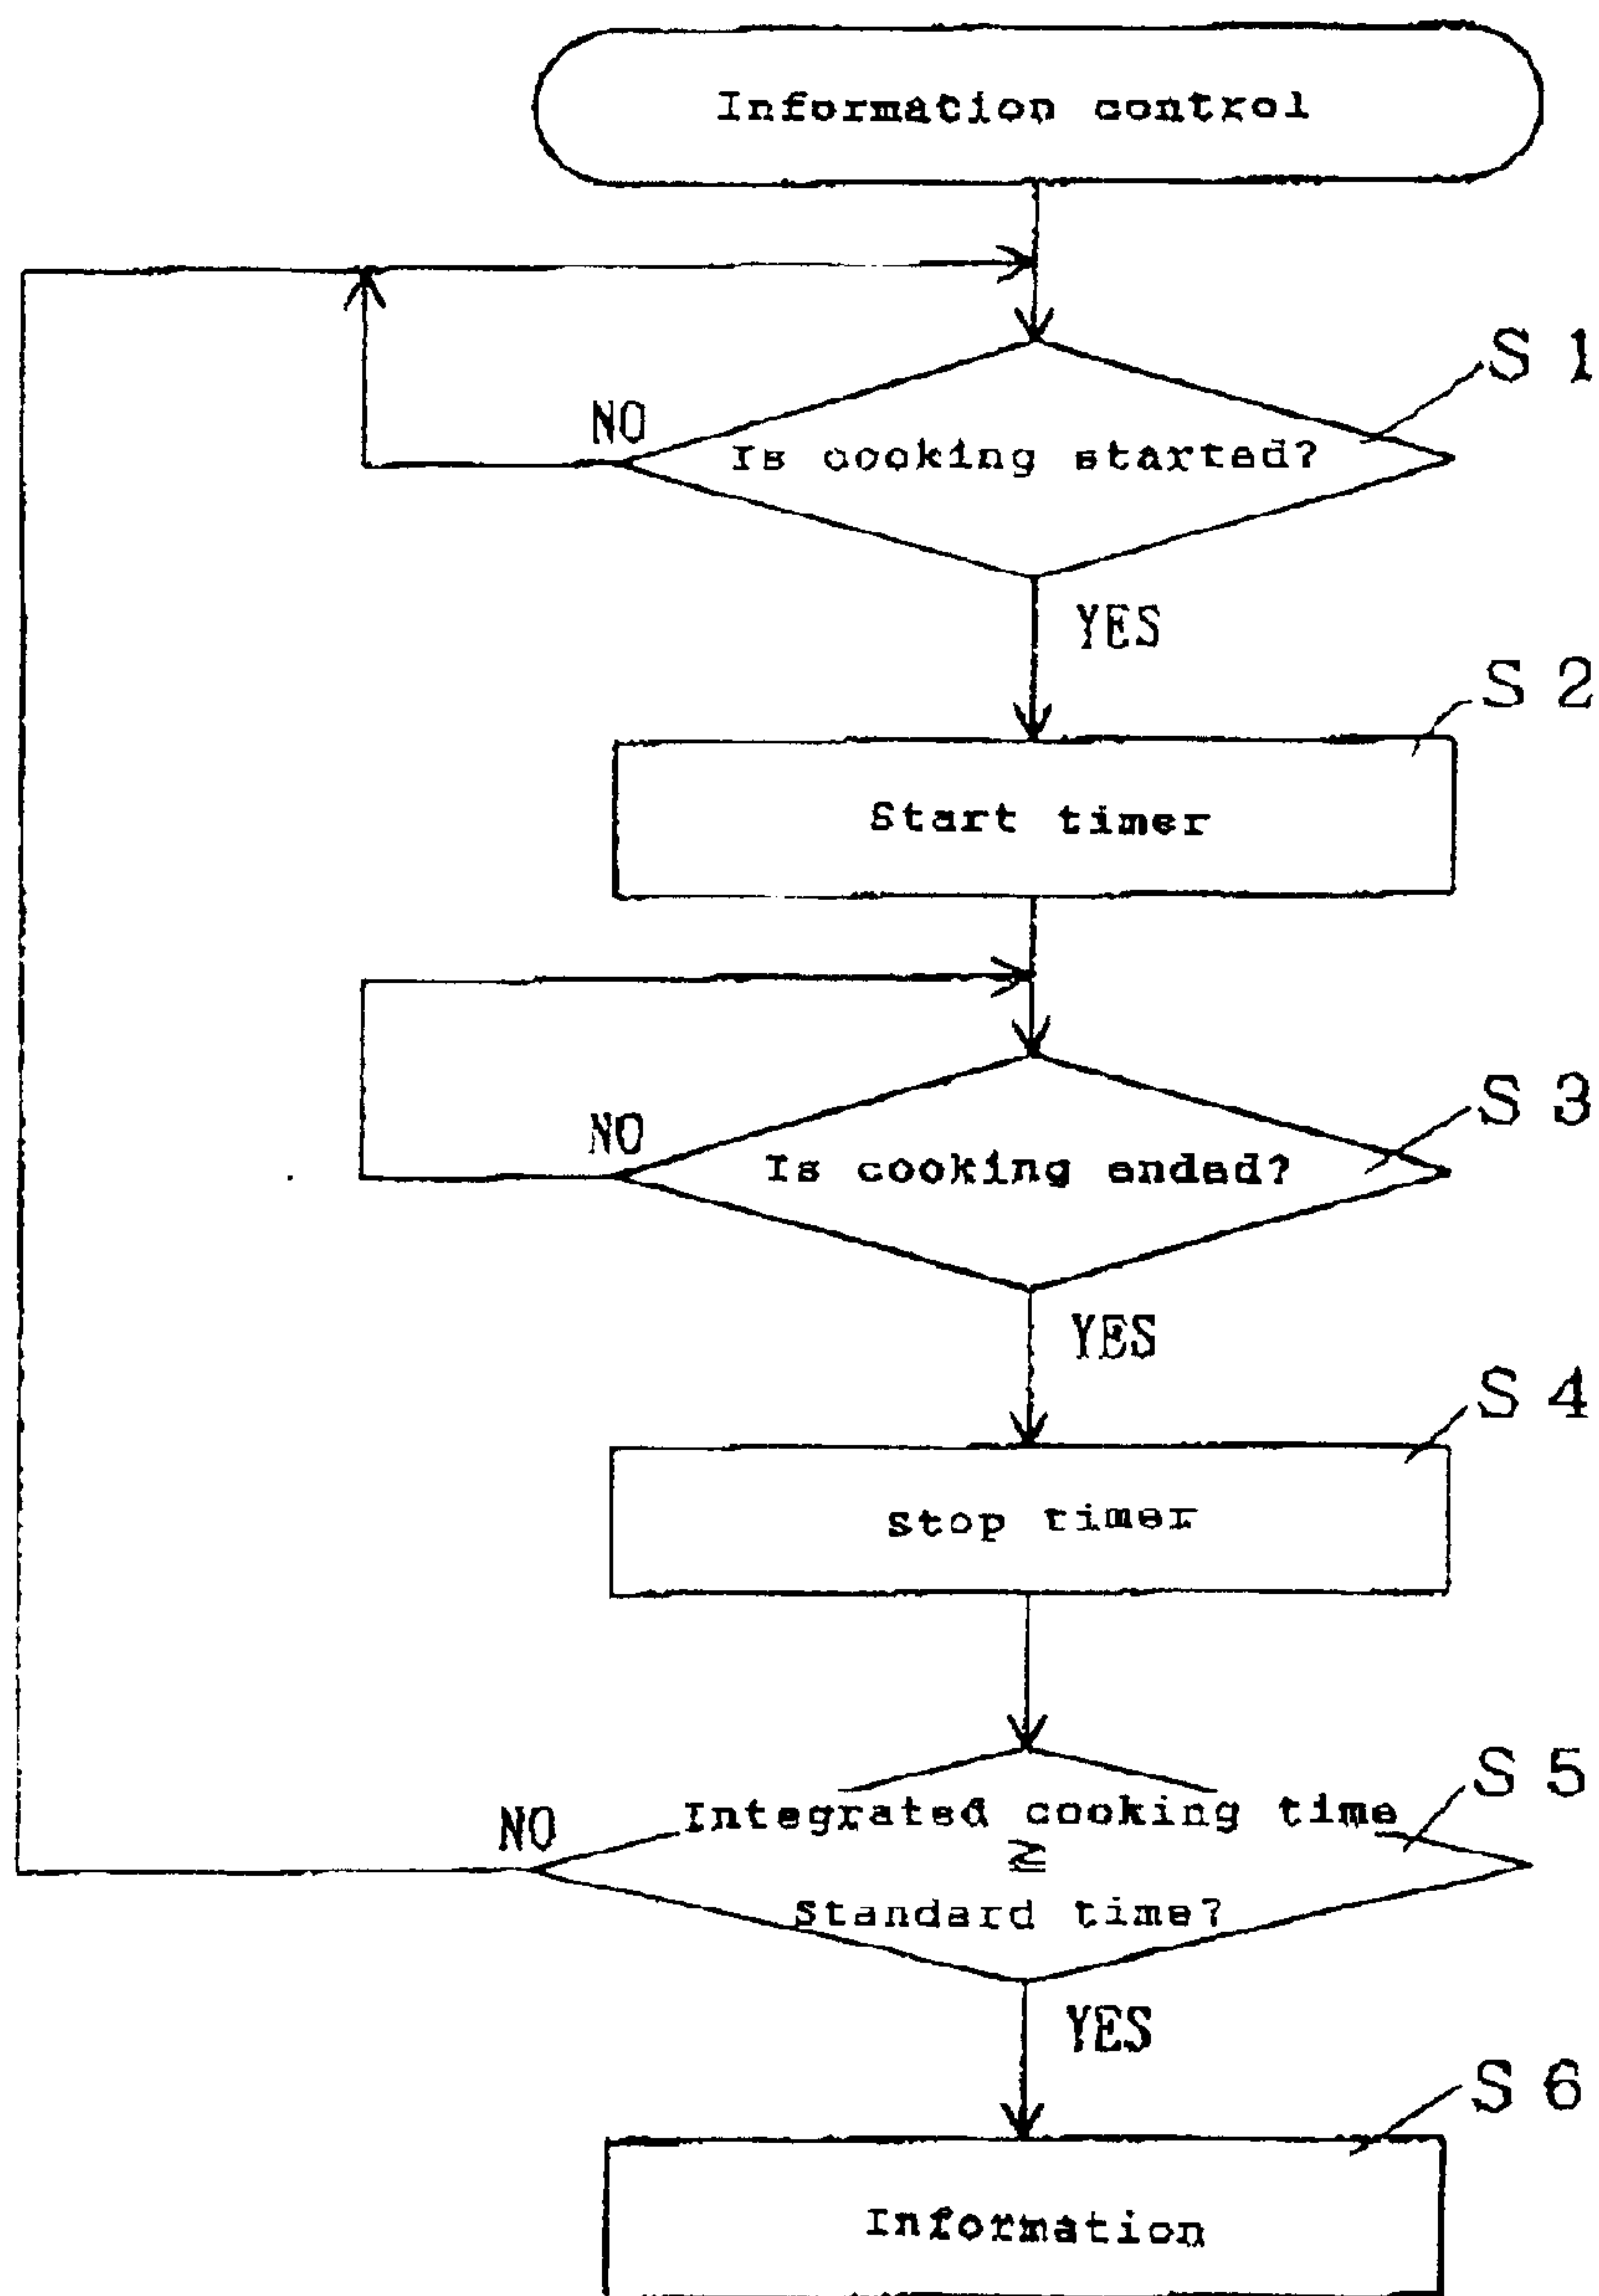 Information control
S 1
NO
Is cooking started?
YES
S 2
Start timer
S 3
NO
Is cooking ended?
YES
S 4
Stop timer
S 5
NO
Integrated cooking time
≧
Standard time?
YES
S 6
Information